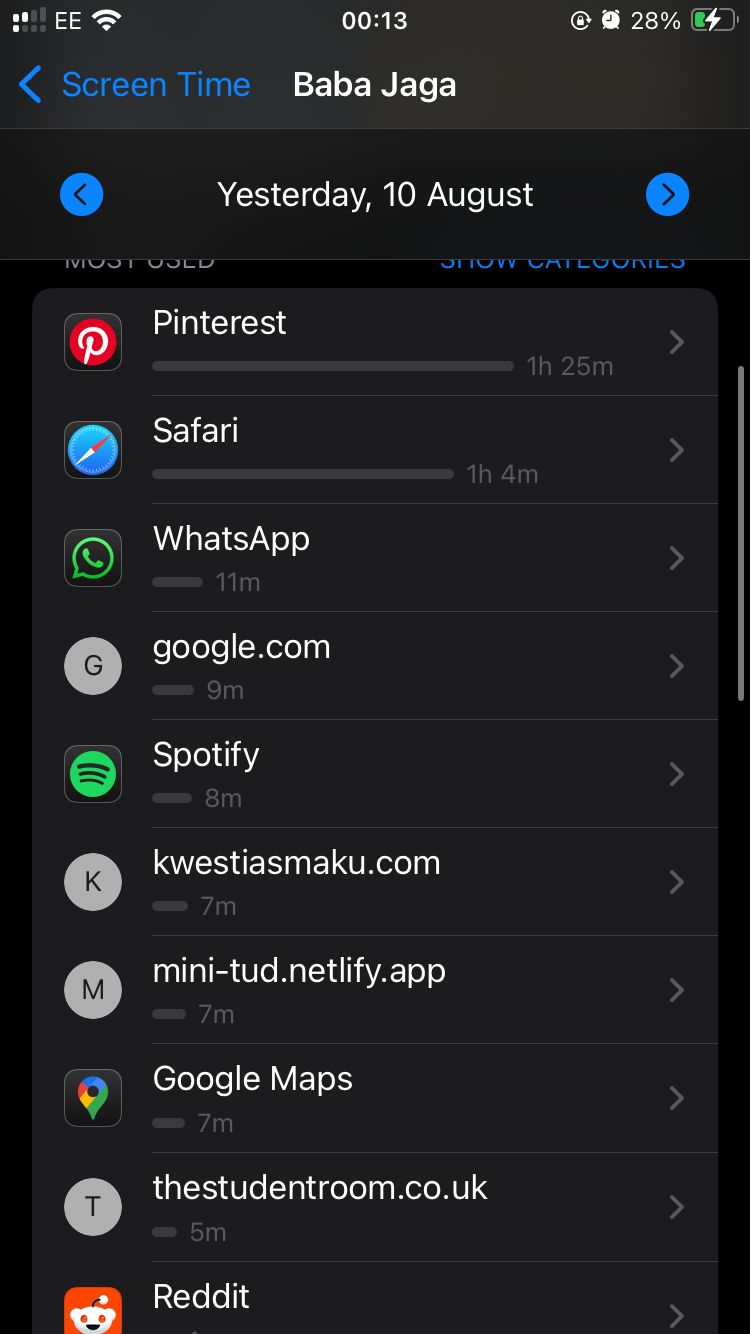 EE 00:13 28%
Screen Time Baba Jaga
Yesterday, 10 August
MOST USED SHOW CATEGORIES
Pinterest
1h 25m
Safari
1h 4m
WhatsApp
11m
G google.com
9m
Spotify
8m
K kwestiasmaku.com
7m
M mini-tud.netlify.app
7m
Google Maps
7m
T thestudentroom.co.uk
5m
Reddit